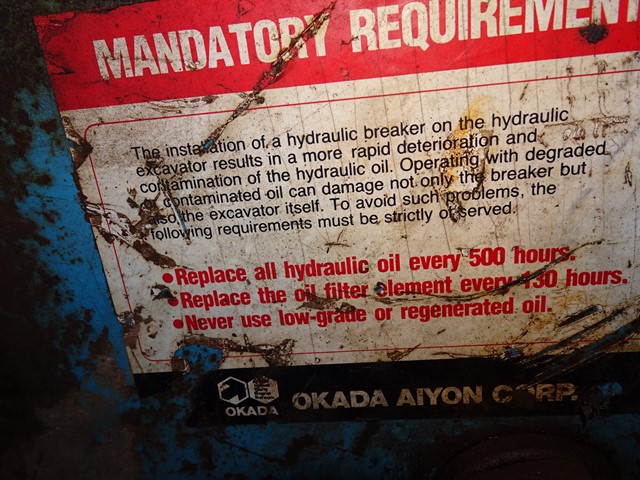 MANDATORY REQUIREMENT
The installation of a hydraulic breaker on the hydraulic
excavator results in a more rapid deterioration and
contamination of the hydraulic oil. Operating with degraded
or contaminated oil can damage not only the breaker but
also the excavator itself. To avoid such problems, the
following requirements must be strictly observed.
•Replace all hydraulic oil every 500 hours.
•Replace the oil filter element every 130 hours.
•Never use low-grade or regenerated oil.
OKADA OKADA AIYON CORP.